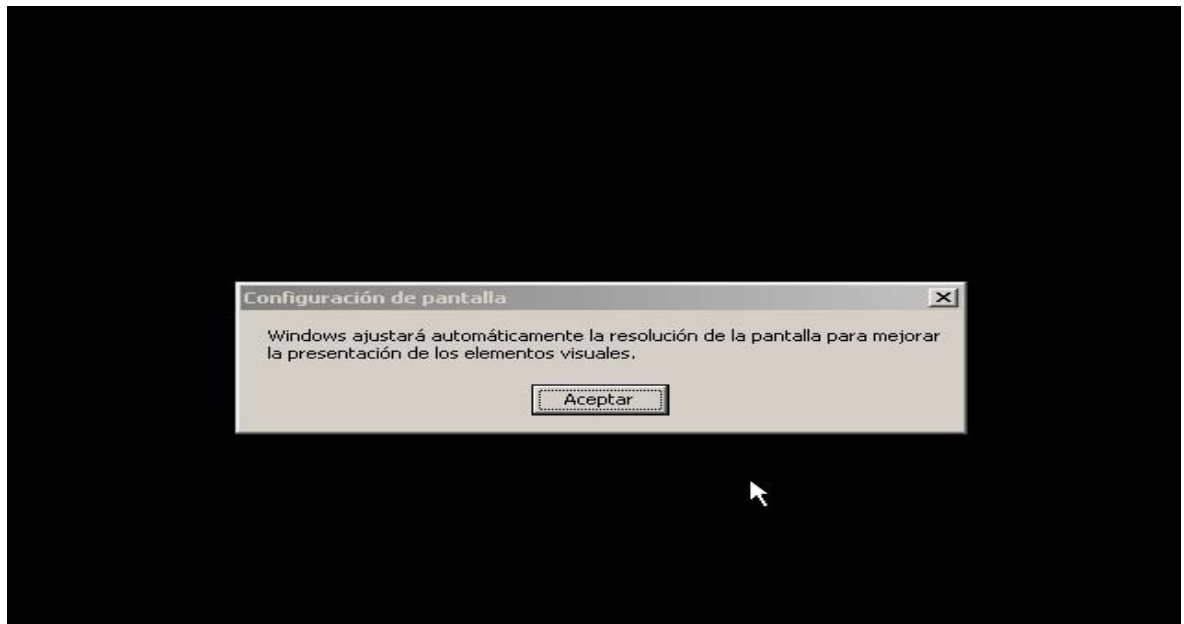 Configuración de pantalla
Windows ajustará automáticamente la resolución de la pantalla para mejorar
la presentación de los elementos visuales.
Aceptar